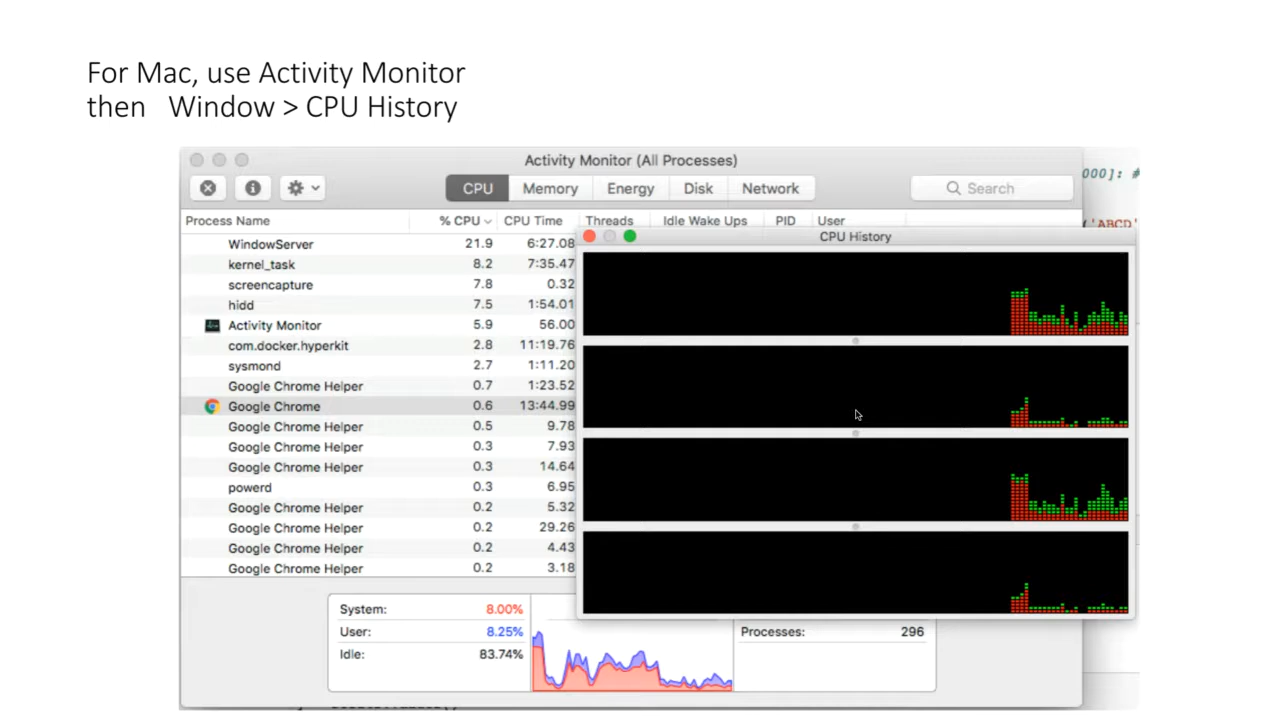 For Mac, use Activity Monitor
then Window > CPU History
Activity Monitor (All Processes)
000]: #
CPU Memory Energy Disk Network Search
Process Name % CPU CPU Time Threads Idle Wake Ups PID User
('ABCD'
CPU History
WindowServer 21.9 6:27.08
kernel_task 8.2 7:35.47
screencapture 7.8 0.32
hidd 7.5 1:54.01
Activity Monitor 5.9 56.00
com.docker.hyperkit 2.8 11:19.76
sysmond 2.7 1:11.20
Google Chrome Helper 0.7 1:23.52
Google Chrome 0.6 13:44.99
Google Chrome Helper 0.5 9.78
Google Chrome Helper 0.3 7.93
Google Chrome Helper 0.3 14.64
powerd 0.3 6.95
Google Chrome Helper 0.2 5.32
Google Chrome Helper 0.2 29.26
Google Chrome Helper 0.2 4.43
Google Chrome Helper 0.2 3.18
System: 8.00%
User: 8.25%
Idle: 83.74%
Processes: 296